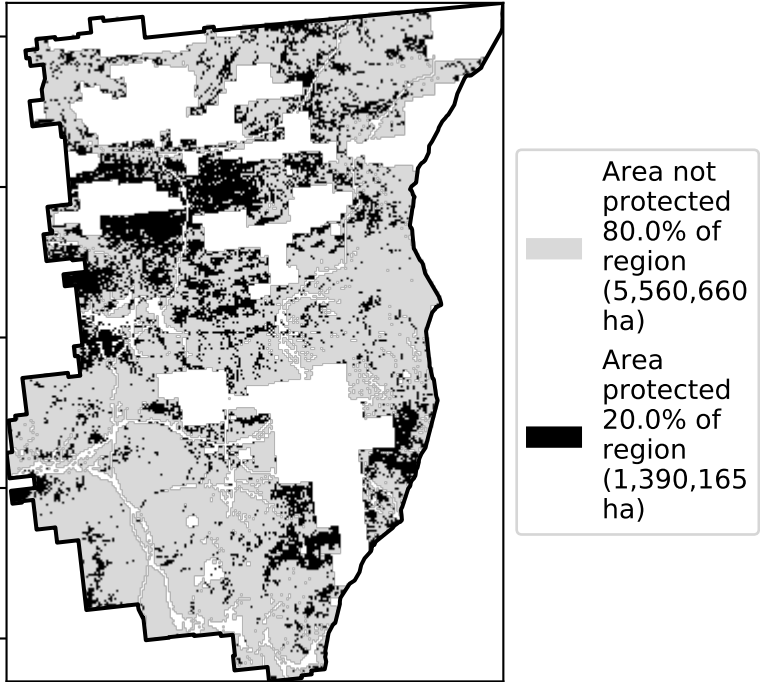 Area not
protected
80.0% of
region
(5,560,660
ha)
Area
protected
20.0% of
region
(1,390,165
ha)